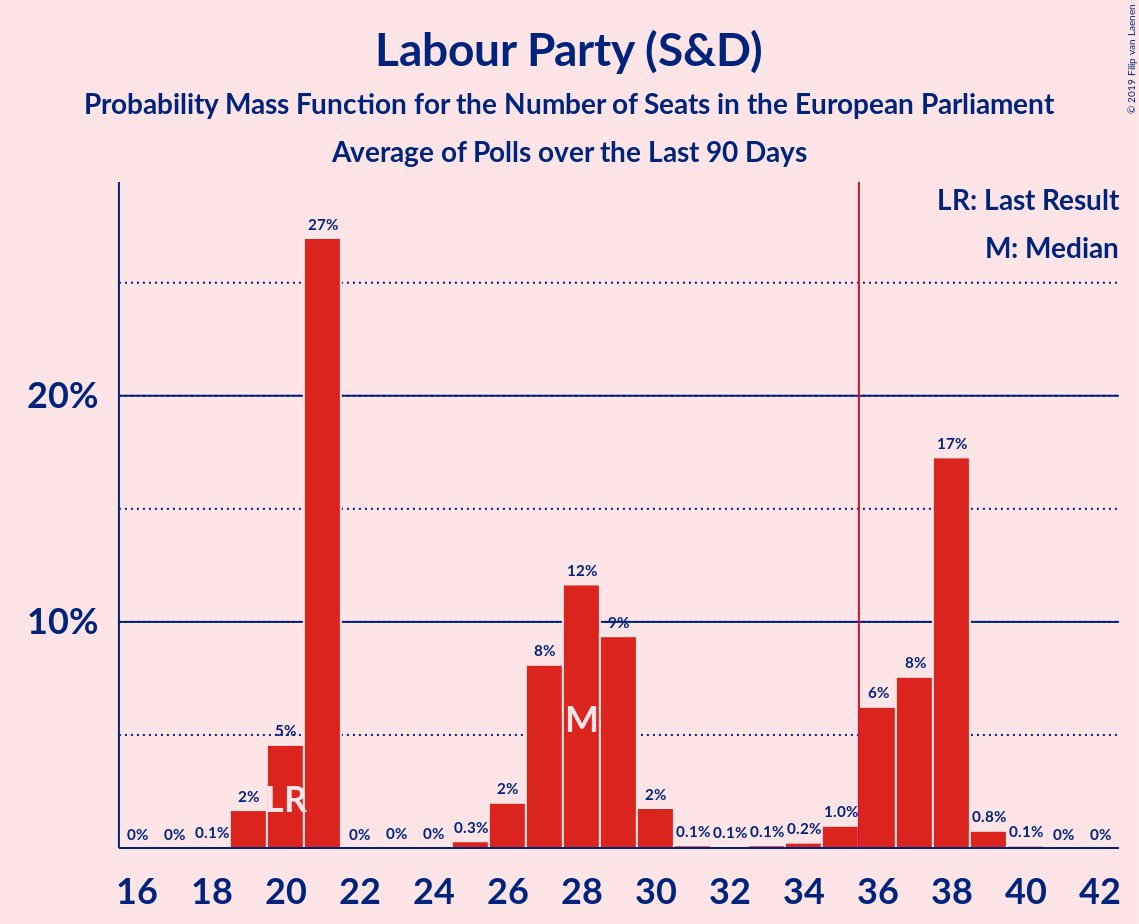 Labour Party (S&D)
Probability Mass Function for the Number of Seats in the European Parliament
Average of Polls over the Last 90 Days
© 2019 Filip van Laenen
LR: Last Result
M: Median
20%
10%
0% 0% 0.1% 2% 5% 27% 0% 0% 0% 0.3% 2% 8% 12% 9% 2% 0.1% 0.1% 0.1% 0.2% 1.0% 6% 8% 17% 0.8% 0.1% 0% 0%
LR
M
16 18 20 22 24 26 28 30 32 34 36 38 40 42